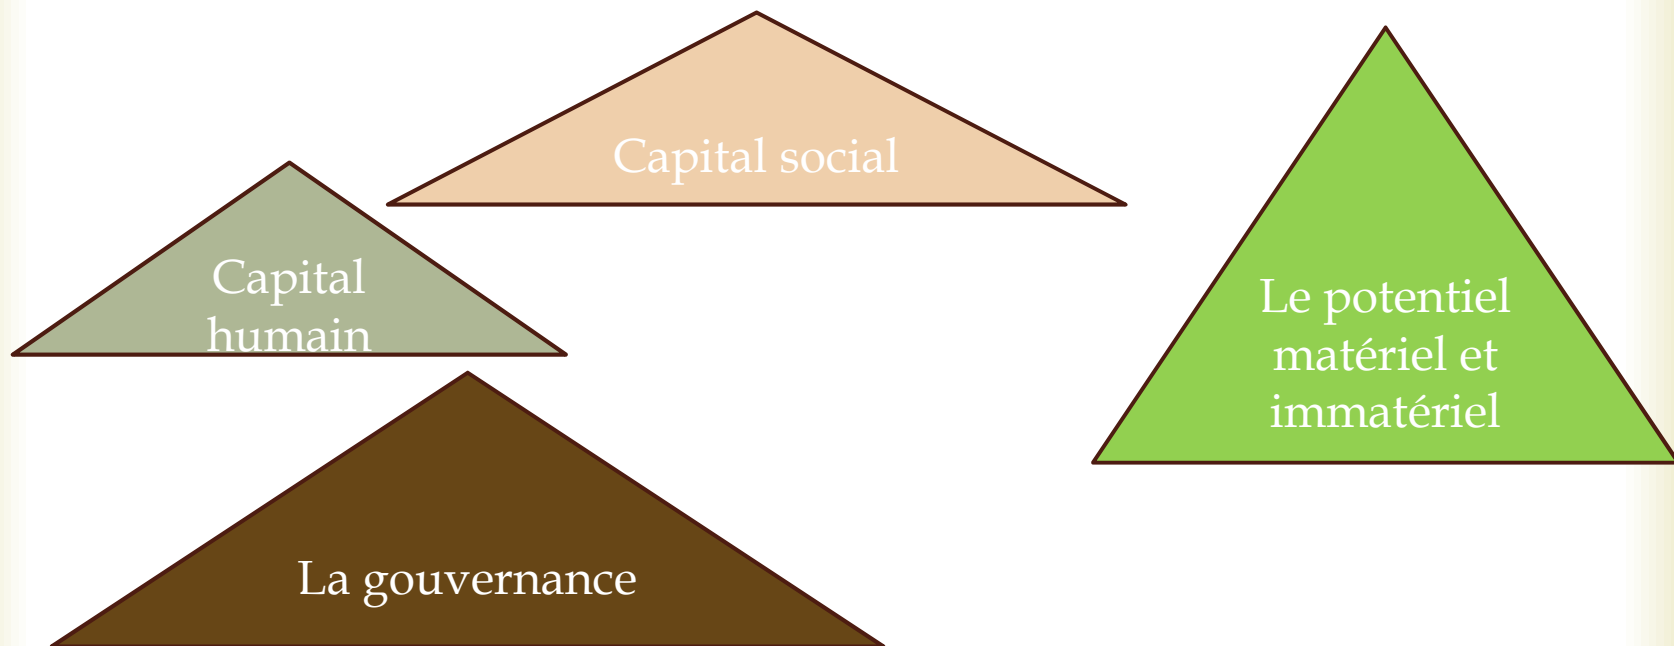 Capital social
Capital
humain
Le potentiel
matériel et
immatériel
La gouvernance